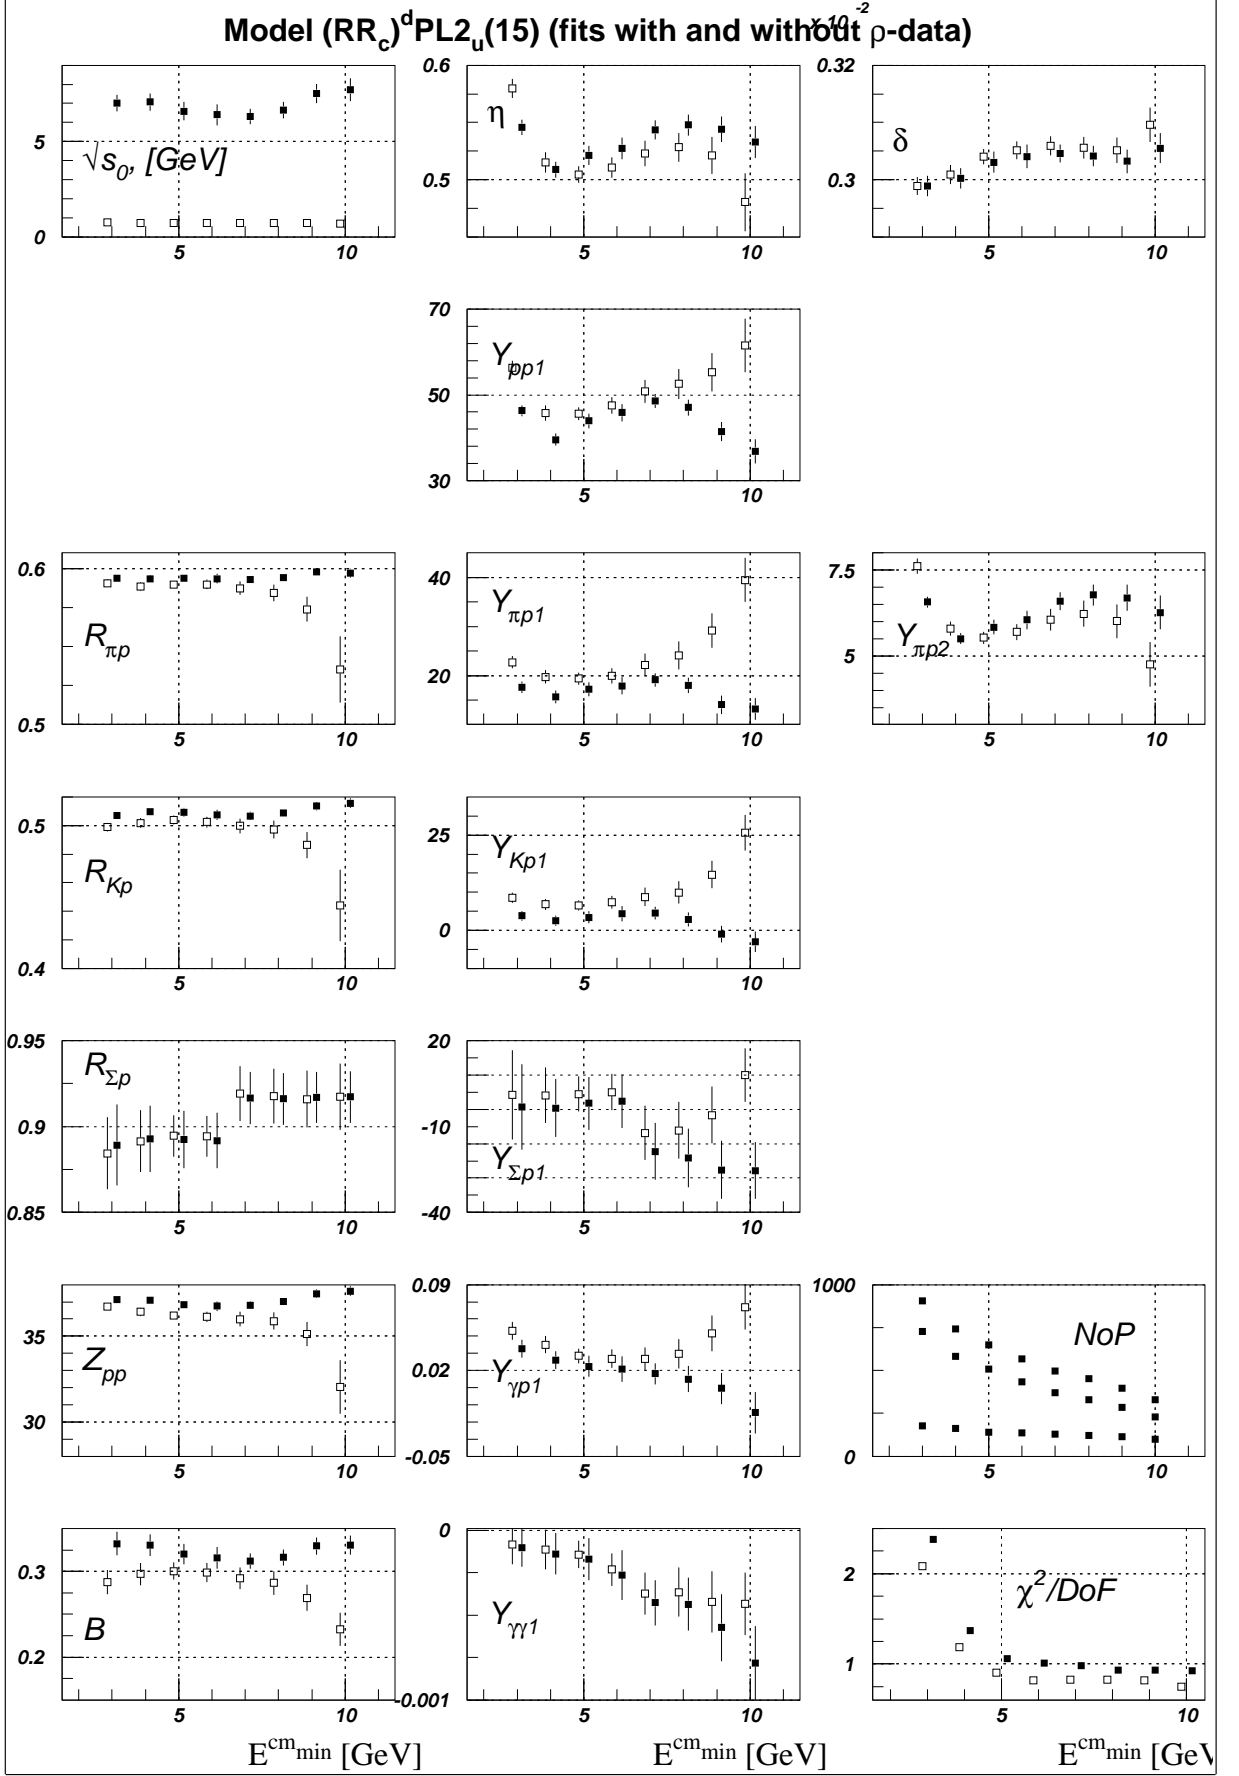 Model (RR_c)^dPL2_u(15) (fits with and without ρ-data)
x 10^-2
5
0
√s_0, [GeV]
5 10
0.6
0.5
η
5 10
0.32
0.3
δ
5 10
70
50
30
Y_pp1
5 10
0.6
0.5
R_πp
5 10
40
20
Y_πp1
5 10
7.5
5
Y_πp2
5 10
0.5
0.4
R_Kp
5 10
25
0
Y_Kp1
5 10
0.95
0.9
0.85
R_Σp
5 10
20
-10
-40
Y_Σp1
5 10
35
30
Z_pp
5 10
0.09
0.02
-0.05
Y_γp1
5 10
1000
0
NoP
5 10
0.3
0.2
B
5 10
E^cm_min [GeV]
0
-0.001
Y_γγ1
5 10
E^cm_min [GeV]
2
1
χ^2/DoF
5 10
E^cm_min [GeV